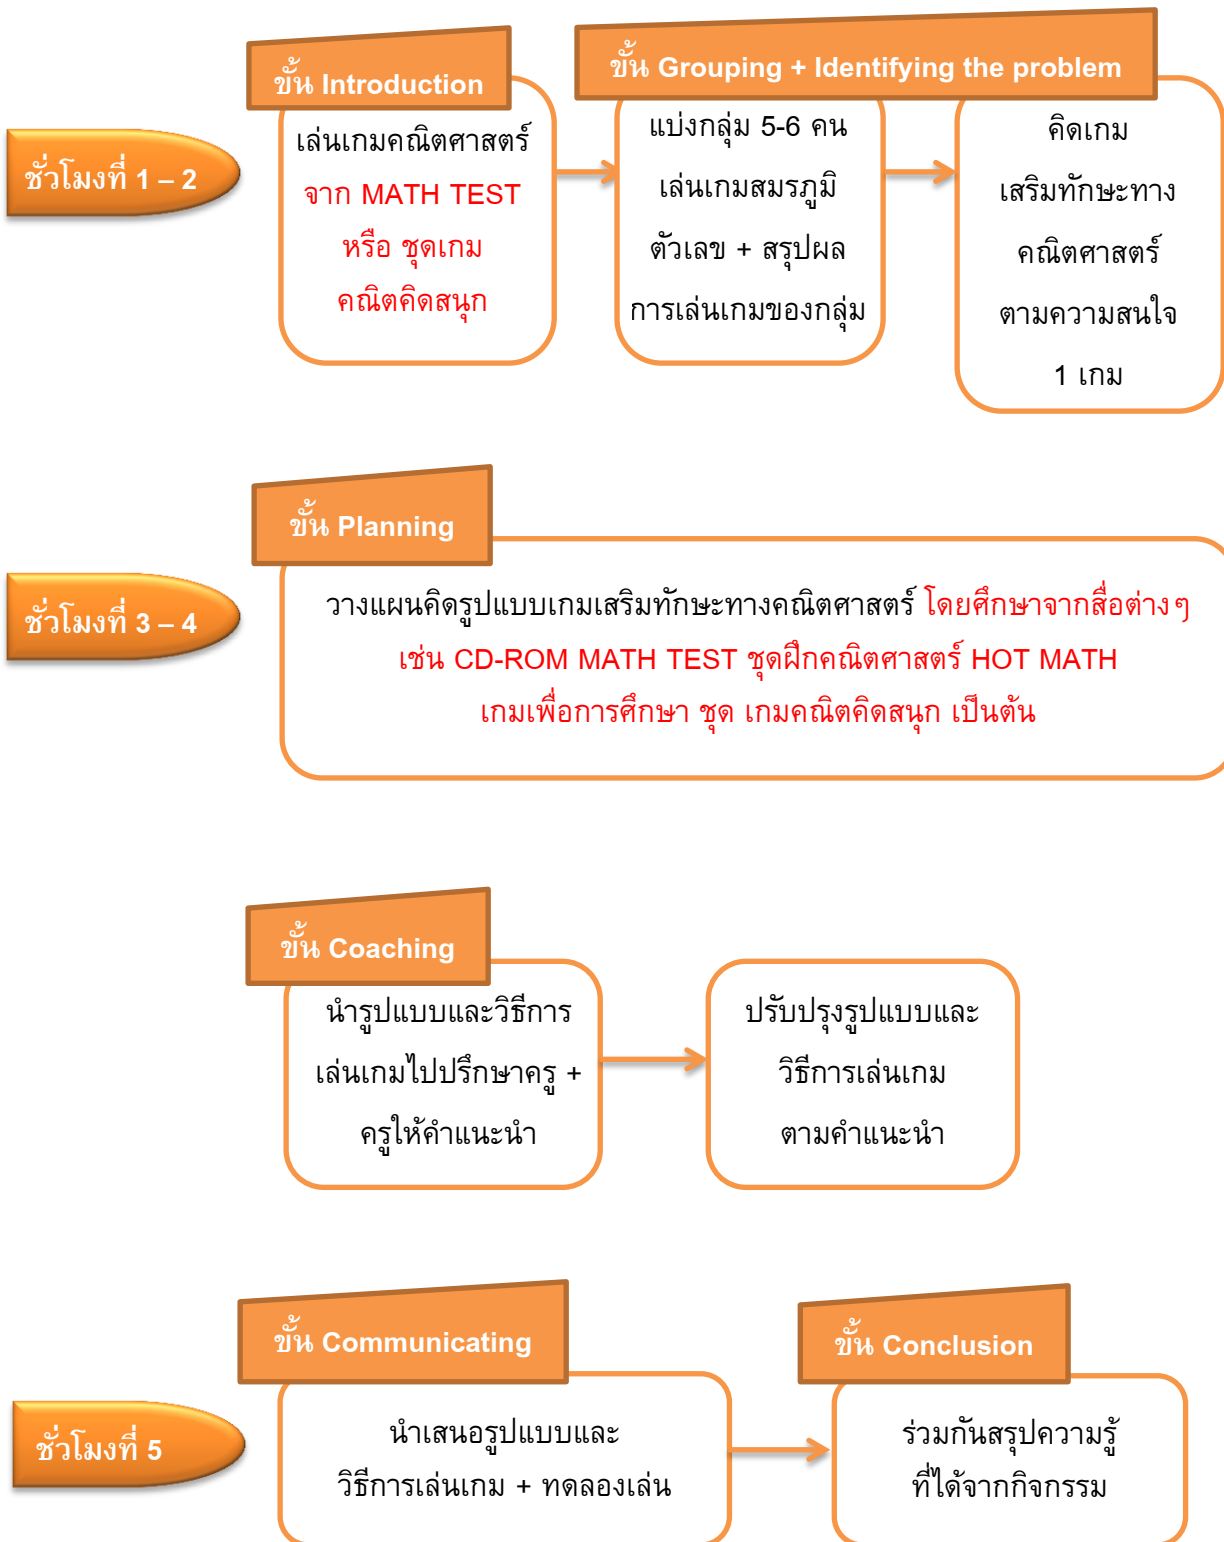 ขั้น Introduction
ขั้น Grouping + Identifying the problem
ชั่วโมงที่ 1 – 2
เล่นเกมคณิตศาสตร์
จาก MATH TEST
หรือ ชุดเกม
คณิตคิดสนุก
แบ่งกลุ่ม 5-6 คน
เล่นเกมสมรภูมิ
ตัวเลข + สรุปผล
การเล่นเกมของกลุ่ม
คิดเกม
เสริมทักษะทาง
คณิตศาสตร์
ตามความสนใจ
1 เกม
ขั้น Planning
ชั่วโมงที่ 3 – 4
วางแผนคิดรูปแบบเกมเสริมทักษะทางคณิตศาสตร์ โดยศึกษาจากสื่อต่างๆ
เช่น CD-ROM MATH TEST ชุดฝึกคณิตศาสตร์ HOT MATH
เกมเพื่อการศึกษา ชุด เกมคณิตคิดสนุก เป็นต้น
ขั้น Coaching
นำรูปแบบและวิธีการ
เล่นเกมไปปรึกษาครู +
ครูให้คำแนะนำ
ปรับปรุงรูปแบบและ
วิธีการเล่นเกม
ตามคำแนะนำ
ขั้น Communicating
ขั้น Conclusion
ชั่วโมงที่ 5
นำเสนอรูปแบบและ
วิธีการเล่นเกม + ทดลองเล่น
ร่วมกันสรุปความรู้
ที่ได้จากกิจกรรม